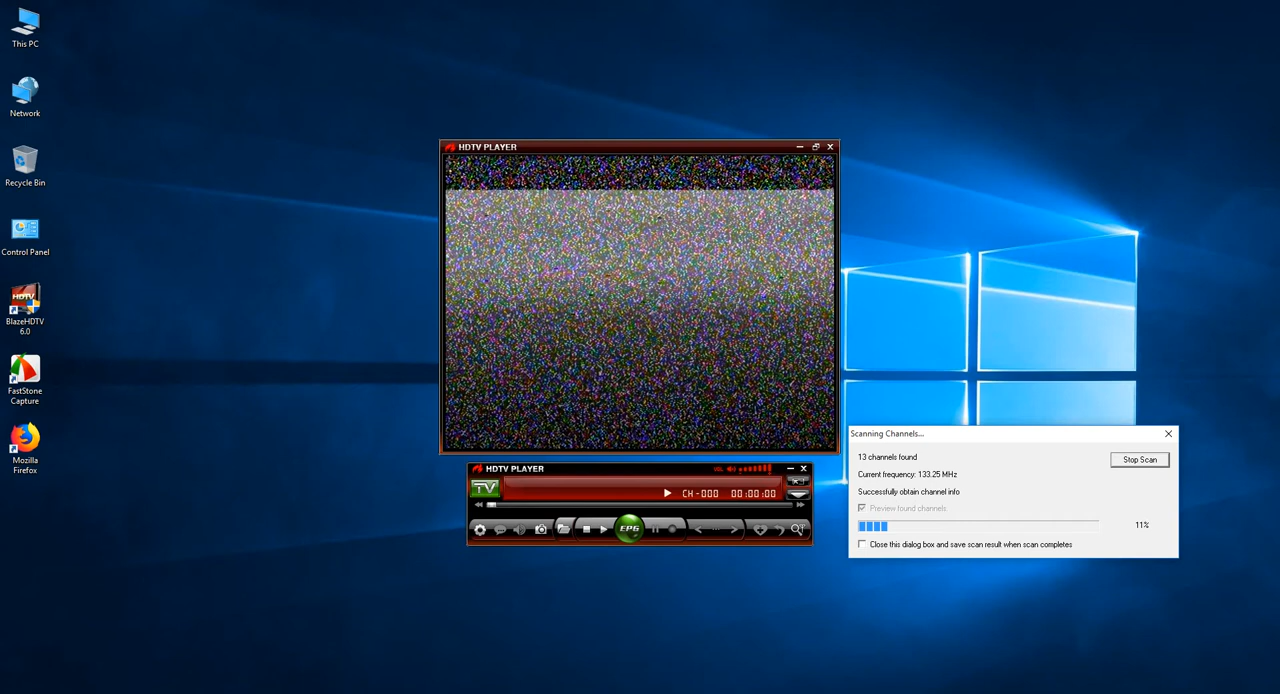 This PC
Network
Recycle Bin
Control Panel
HDTV
BlazeHDTV
6.0
FastStone
Capture
Mozilla
Firefox
HDTV PLAYER
HDTV PLAYER
VOL
TV
CH-000 00:00:00
EPG
Scanning Channels...
13 channels found
Stop Scan
Current frequency: 133.25 MHz
Successfully obtain channel info
Preview found channels
11%
Close this dialog box and save scan result when scan completes